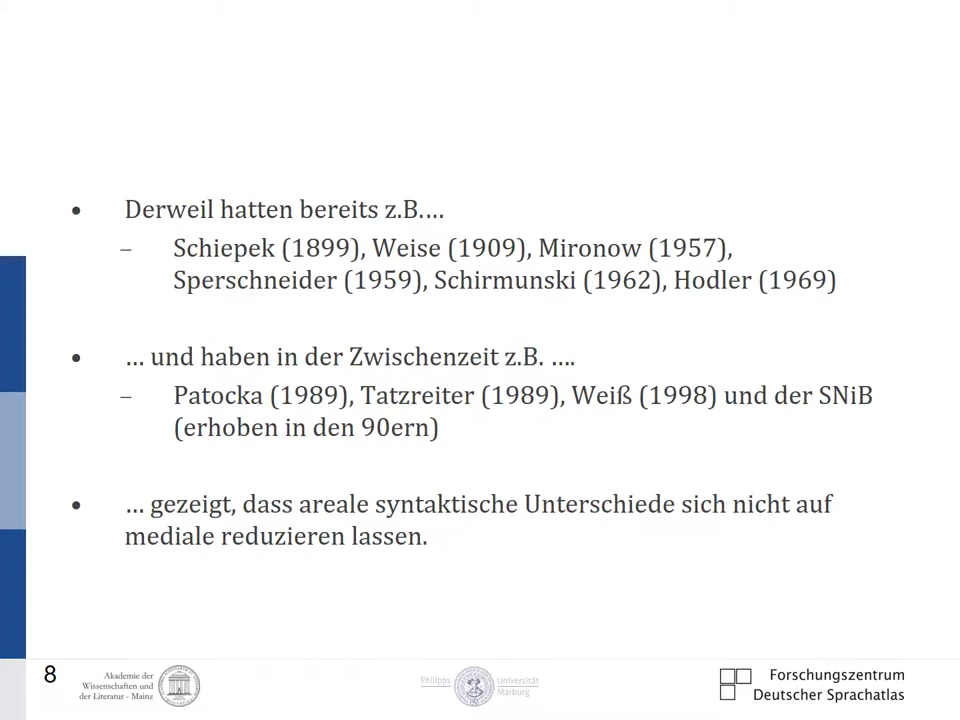 • Derweil hatten bereits z.B.…
– Schiepek (1899), Weise (1909), Mironow (1957),
Sperschneider (1959), Schirmunski (1962), Hodler (1969)
• … und haben in der Zwischenzeit z.B. ….
– Patocka (1989), Tatzreiter (1989), Weiß (1998) und der SNiB
(erhoben in den 90ern)
• … gezeigt, dass areale syntaktische Unterschiede sich nicht auf
mediale reduzieren lassen.
8
Akademie der
Wissenschaften und
der Literatur - Mainz
Philipps Universität
Marburg
Forschungszentrum
Deutscher Sprachatlas